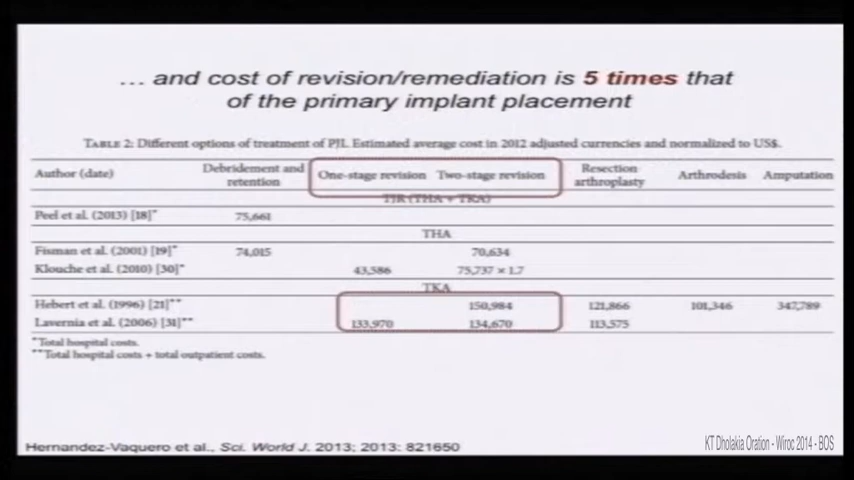 … and cost of revision/remediation is 5 times that
of the primary implant placement
TABLE 2: Different options of treatment of PJI. Estimated average cost in 2012 adjusted currencies and normalized to US$.
Author (date) Debridement and retention One-stage revision Two-stage revision Resection arthroplasty Arthrodesis Amputation
TJR (THA + TKA)
Peel et al. (2013) [18]* 75,661
THA
Fisman et al. (2001) [19]* 74,015 70,634
Klouche et al. (2010) [30]* 43,586 75,737 × 1.7
TKA
Hebert et al. (1996) [21]** 150,984 121,866 101,346 347,789
Lavernia et al. (2006) [31]** 133,970 134,670 113,575
*Total hospital costs.
**Total hospital costs + total outpatient costs.
Hernandez-Vaquero et al., Sci. World J. 2013; 2013: 821650
KT Dholakia Oration - Wiroc 2014 - BOS